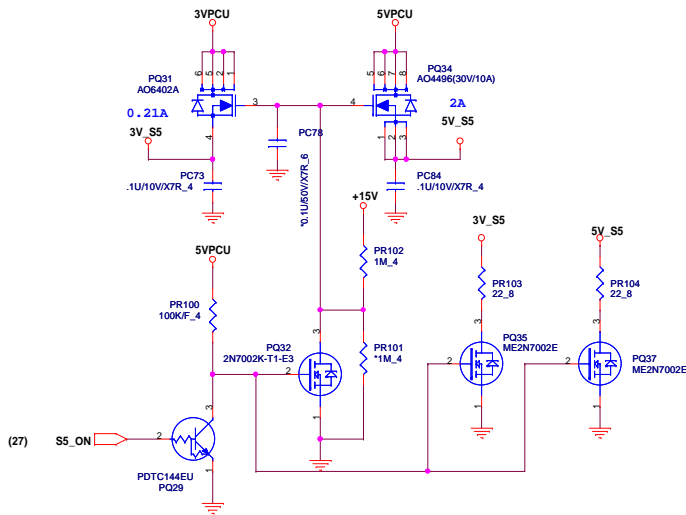 3VPCU
5VPCU
PQ31
AO6402A
6
5
2
1
3
4
0.21A
3V_S5
PC73
.1U/10V/X7R_4
PC78
*0.1U/50V/X7R_6
PQ34
AO4496(30V/10A)
5
6
7
8
4
1
2
3
2A
5V_S5
PC84
.1U/10V/X7R_4
+15V
PR102
1M_4
PR101
*1M_4
5VPCU
PR100
100K/F_4
PQ32
2N7002K-T1-E3
3
2
1
3V_S5
PR103
22_8
PQ35
ME2N7002E
3
2
1
5V_S5
PR104
22_8
PQ37
ME2N7002E
3
2
1
(27)
S5_ON
2
3
1
PDTC144EU
PQ29